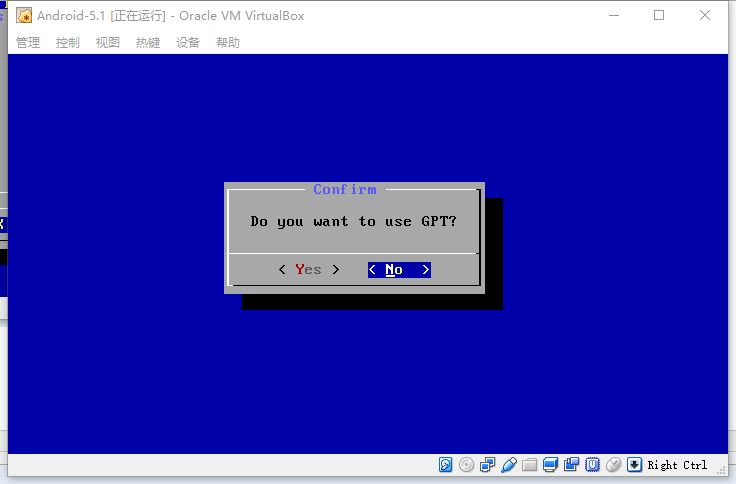 Android-5.1 [正在运行] - Oracle VM VirtualBox
管理 控制 视图 热键 设备 帮助
Confirm
Do you want to use GPT?
< Yes > < No >
Right Ctrl